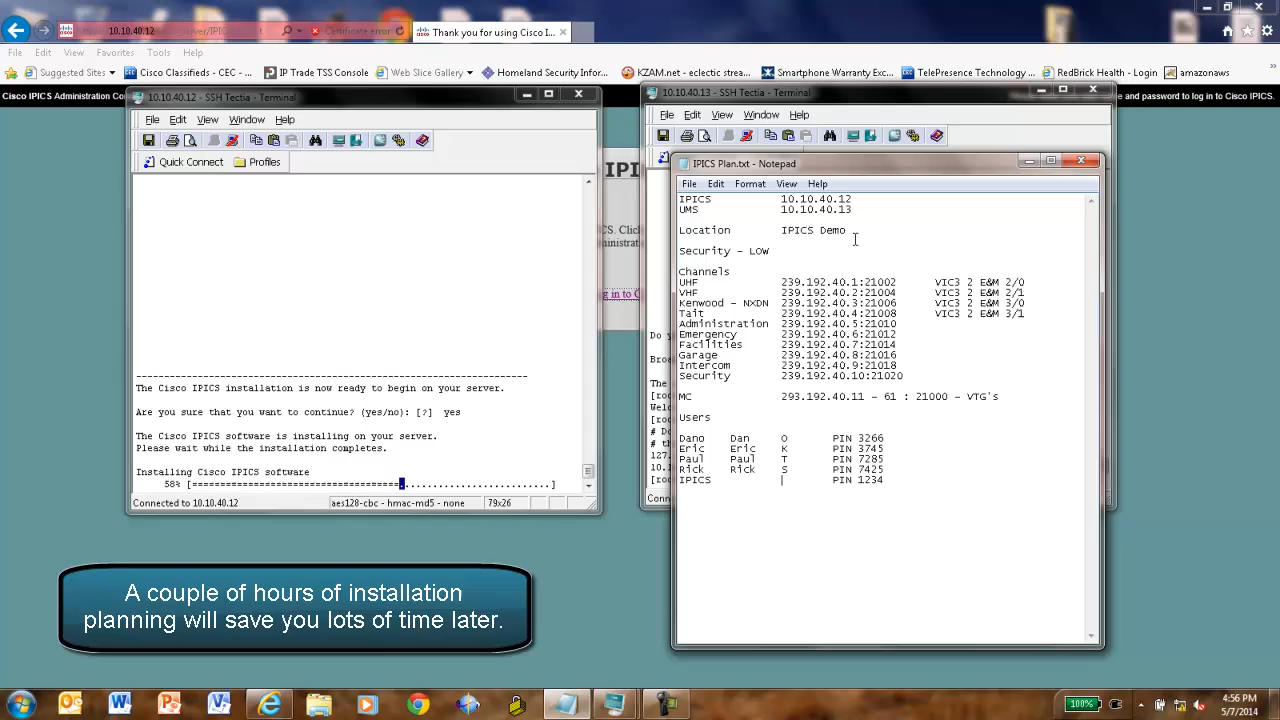 10.10.40.12
Certificate error
Thank you for using Cisco I...
File Edit View Favorites Tools Help
Suggested Sites
Cisco Classifieds - CEC - ...
IP Trade TSS Console
Web Slice Gallery
Homeland Security Infor...
KZAM.net - eclectic strea...
Smartphone Warranty Exc...
TelePresence Technology ...
RedBrick Health - Login
amazonaws
Cisco IPICS Administration Co
e and password to log in to Cisco IPICS.
10.10.40.12 - SSH Tectia - Terminal
File Edit View Window Help
Quick Connect Profiles
The Cisco IPICS installation is now ready to begin on your server.
Are you sure that you want to continue? (yes/no): [?] yes
The Cisco IPICS software is installing on your server.
Please wait while the installation completes.
Installing Cisco IPICS software
58% [===================================.........................]
Connected to 10.10.40.12 aes128-cbc - hmac-md5 - none 79x26
10.10.40.13 - SSH Tectia - Terminal
File Edit View Window Help
IPICS Plan.txt - Notepad
File Edit Format View Help
IPICS 10.10.40.12
UMS 10.10.40.13
Location IPICS Demo
Security - LOW
Channels
UHF 239.192.40.1:21002 VIC3 2 E&M 2/0
VHF 239.192.40.2:21004 VIC3 2 E&M 2/1
Kenwood - NXDN 239.192.40.3:21006 VIC3 2 E&M 3/0
Tait 239.192.40.4:21008 VIC3 2 E&M 3/1
Administration 239.192.40.5:21010
Emergency 239.192.40.6:21012
Facilities 239.192.40.7:21014
Garage 239.192.40.8:21016
Intercom 239.192.40.9:21018
Security 239.192.40.10:21020
MC 293.192.40.11 - 61 : 21000 - VTG's
Users
Dano Dan O PIN 3266
Eric Eric K PIN 3745
Paul Paul T PIN 7285
Rick Rick S PIN 7425
IPICS PIN 1234
A couple of hours of installation
planning will save you lots of time later.
100%
4:56 PM
5/7/2014